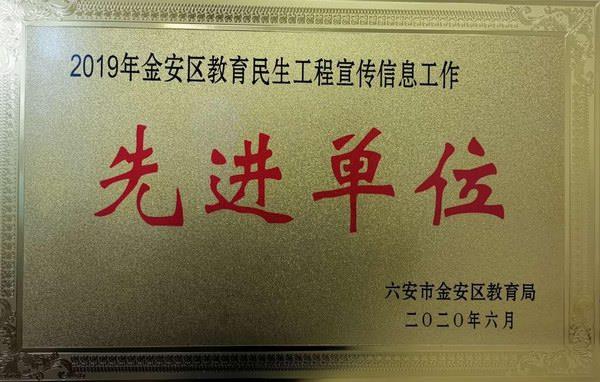 2019年金安区教育民生工程宣传信息工作
先进单位
六安市金安区教育局
二〇二〇年六月